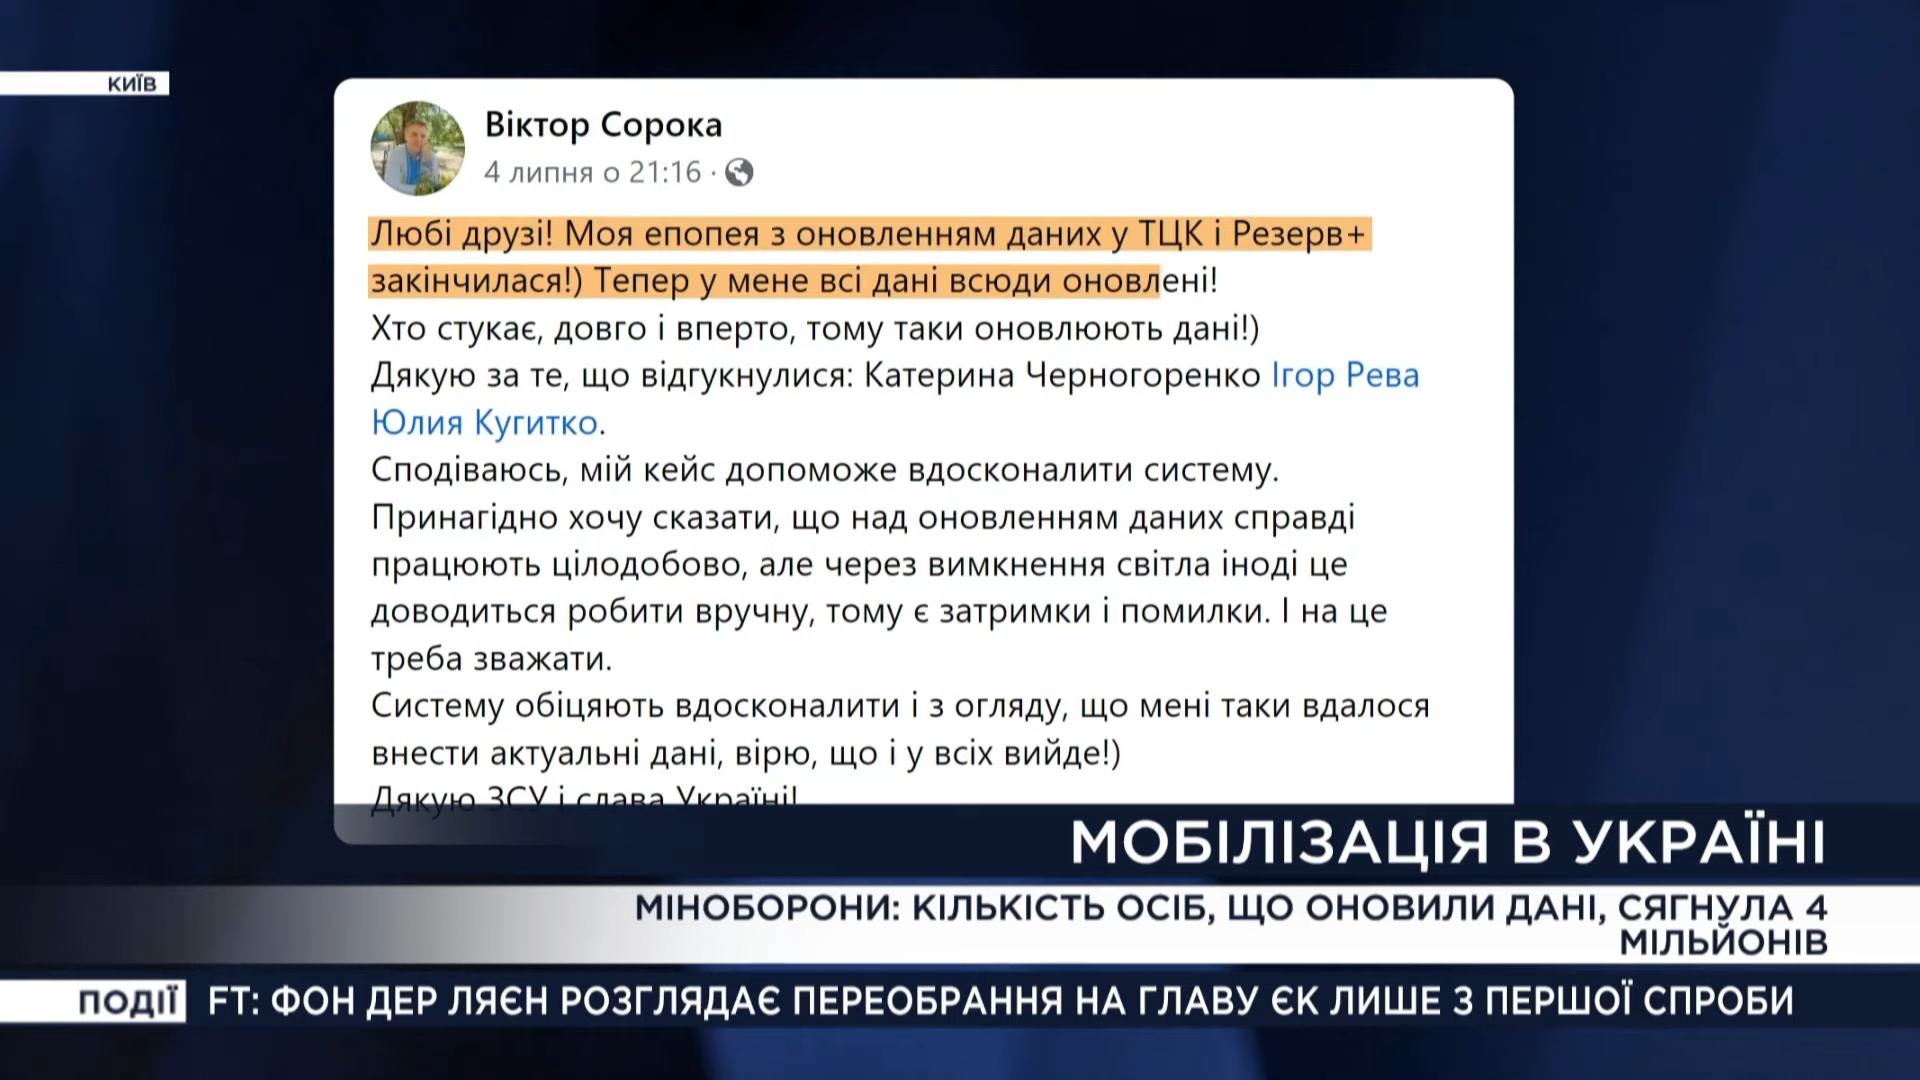 КИЇВ
Віктор Сорока
4 липня о 21:16 ·
Любі друзі! Моя епопея з оновленням даних у ТЦК і Резерв+
закінчилася!) Тепер у мене всі дані всюди оновлені!
Хто стукає, довго і вперто, тому таки оновлюють дані!)
Дякую за те, що відгукнулися: Катерина Черногоренко Ігор Рева
Юлия Кугитко.
Сподіваюсь, мій кейс допоможе вдосконалити систему.
Принагідно хочу сказати, що над оновленням даних справді
працюють цілодобово, але через вимкнення світла іноді це
доводиться робити вручну, тому є затримки і помилки. І на це
треба зважати.
Систему обіцяють вдосконалити і з огляду, що мені таки вдалося
внести актуальні дані, вірю, що і у всіх вийде!)
Дякую ЗСУ і слава Україні!
МОБІЛІЗАЦІЯ В УКРАЇНІ
МІНОБОРОНИ: КІЛЬКІСТЬ ОСІБ, ЩО ОНОВИЛИ ДАНІ, СЯГНУЛА 4
МІЛЬЙОНІВ
ПОДІЇ FT: ФОН ДЕР ЛЯЄН РОЗГЛЯДАЄ ПЕРЕОБРАННЯ НА ГЛАВУ ЄК ЛИШЕ З ПЕРШОЇ СПРОБИ